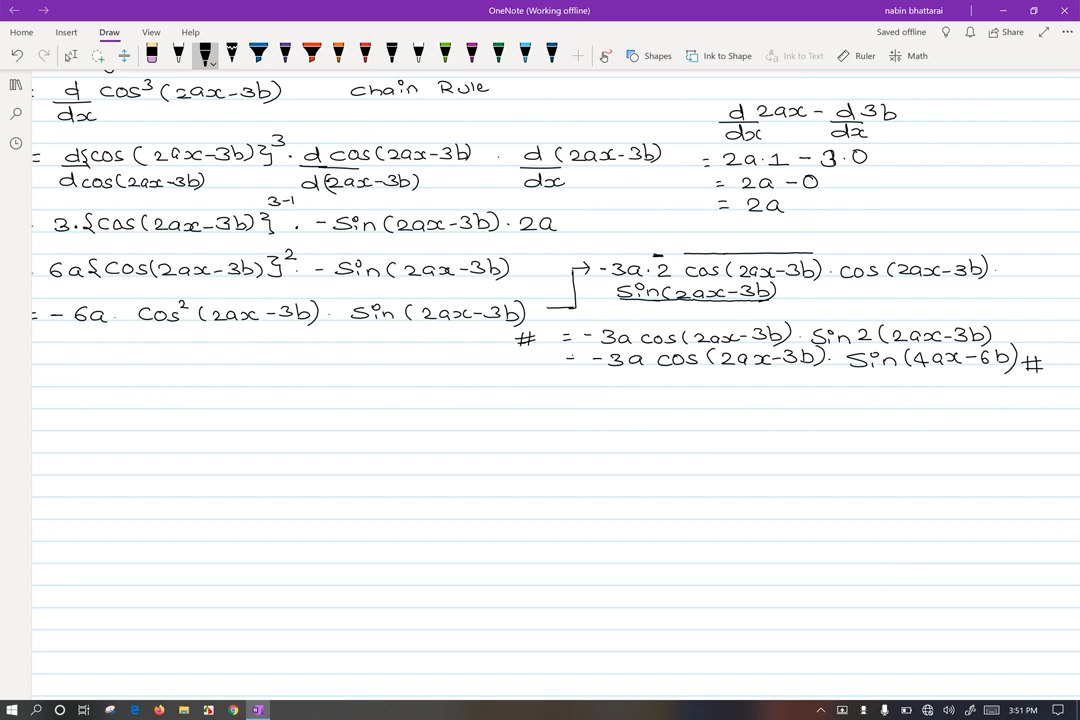 OneNote (Working offline)
nabin bhattarai
Home Insert Draw View Help
Saved offline
Share
Shapes
Ink to Shape
Ink to Text
Ruler
Math
= d/dx cos³(2ax-3b) chain Rule
= d{cos(2ax-3b)}³/dcos(2ax-3b) · d cos(2ax-3b)/d(2ax-3b) · d(2ax-3b)/dx
3·{cos(2ax-3b)}³⁻¹ · -sin(2ax-3b)·2a
6a{cos(2ax-3b)}² · -sin(2ax-3b)
= -6a· cos²(2ax-3b)· sin(2ax-3b)
#
d/dx 2ax - d/dx 3b
= 2a·1 - 3·0
= 2a-0
= 2a
→ -3a·2 cos(2ax-3b)·cos(2ax-3b)·
sin(2ax-3b)
= -3a cos(2ax-3b)· sin2(2ax-3b)
= -3a cos(2ax-3b)· sin(4ax-6b) #
3:51 PM